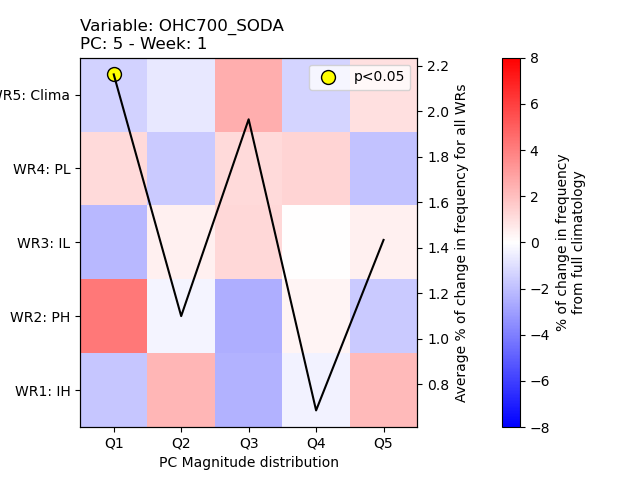 Variable: OHC700_SODA
PC: 5 - Week: 1
p<0.05
WR5: Clima
WR4: PL
WR3: IL
WR2: PH
WR1: IH
Q1 Q2 Q3 Q4 Q5
PC Magnitude distribution
2.2
2.0
1.8
1.6
1.4
1.2
1.0
0.8
Average % of change in frequency for all WRs
8
6
4
2
0
−2
−4
−6
−8
% of change in frequency
from full climatology